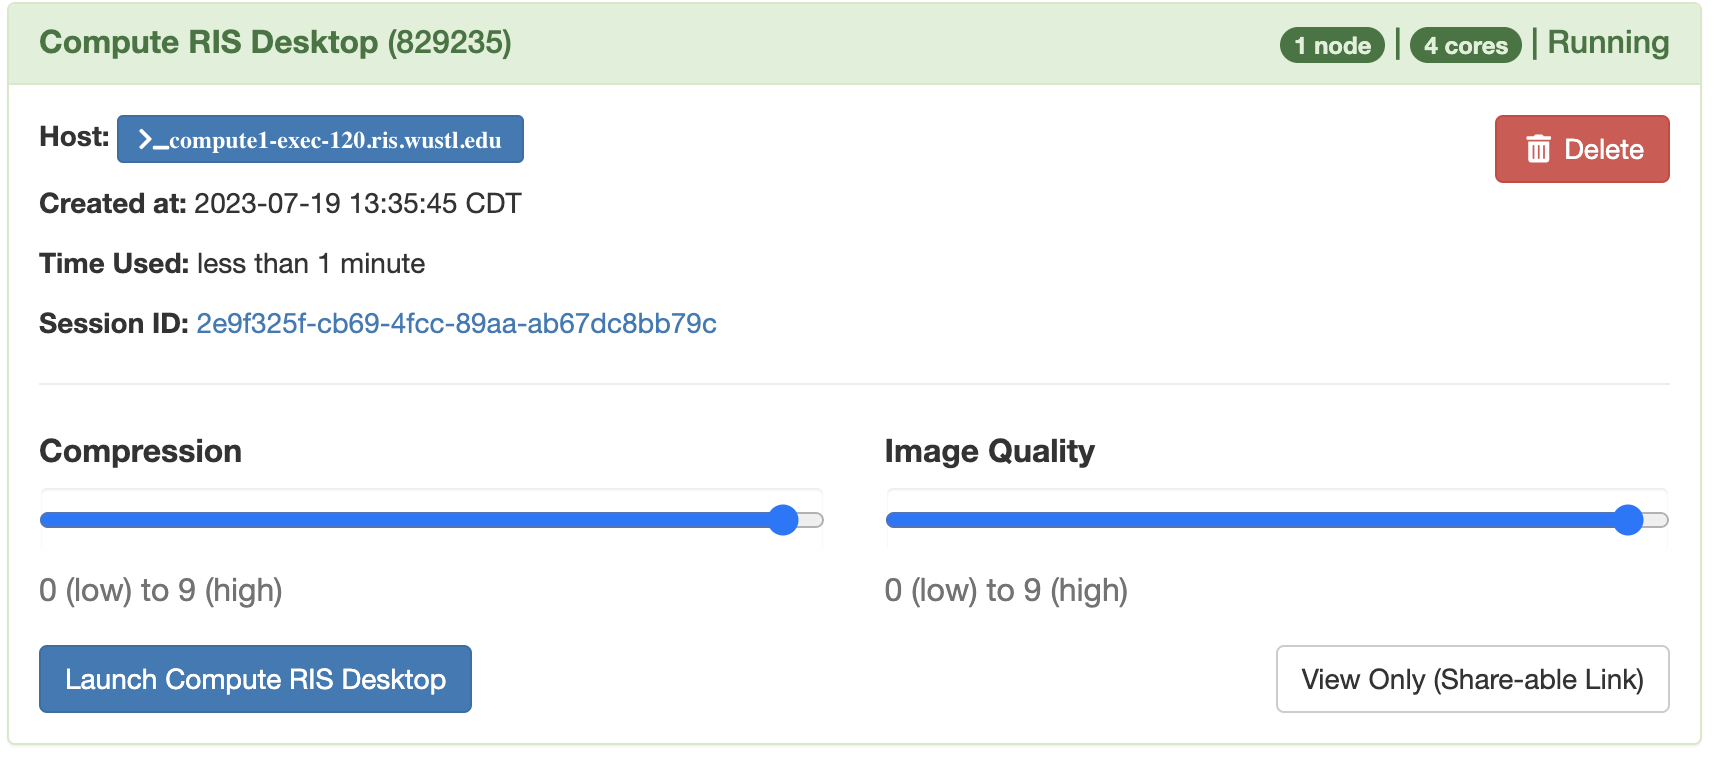 Compute RIS Desktop (829235)
1 node | 4 cores | Running
Host: >_compute1-exec-120.ris.wustl.edu
Delete
Created at: 2023-07-19 13:35:45 CDT
Time Used: less than 1 minute
Session ID: 2e9f325f-cb69-4fcc-89aa-ab67dc8bb79c
Compression
0 (low) to 9 (high)
Image Quality
0 (low) to 9 (high)
Launch Compute RIS Desktop
View Only (Share-able Link)